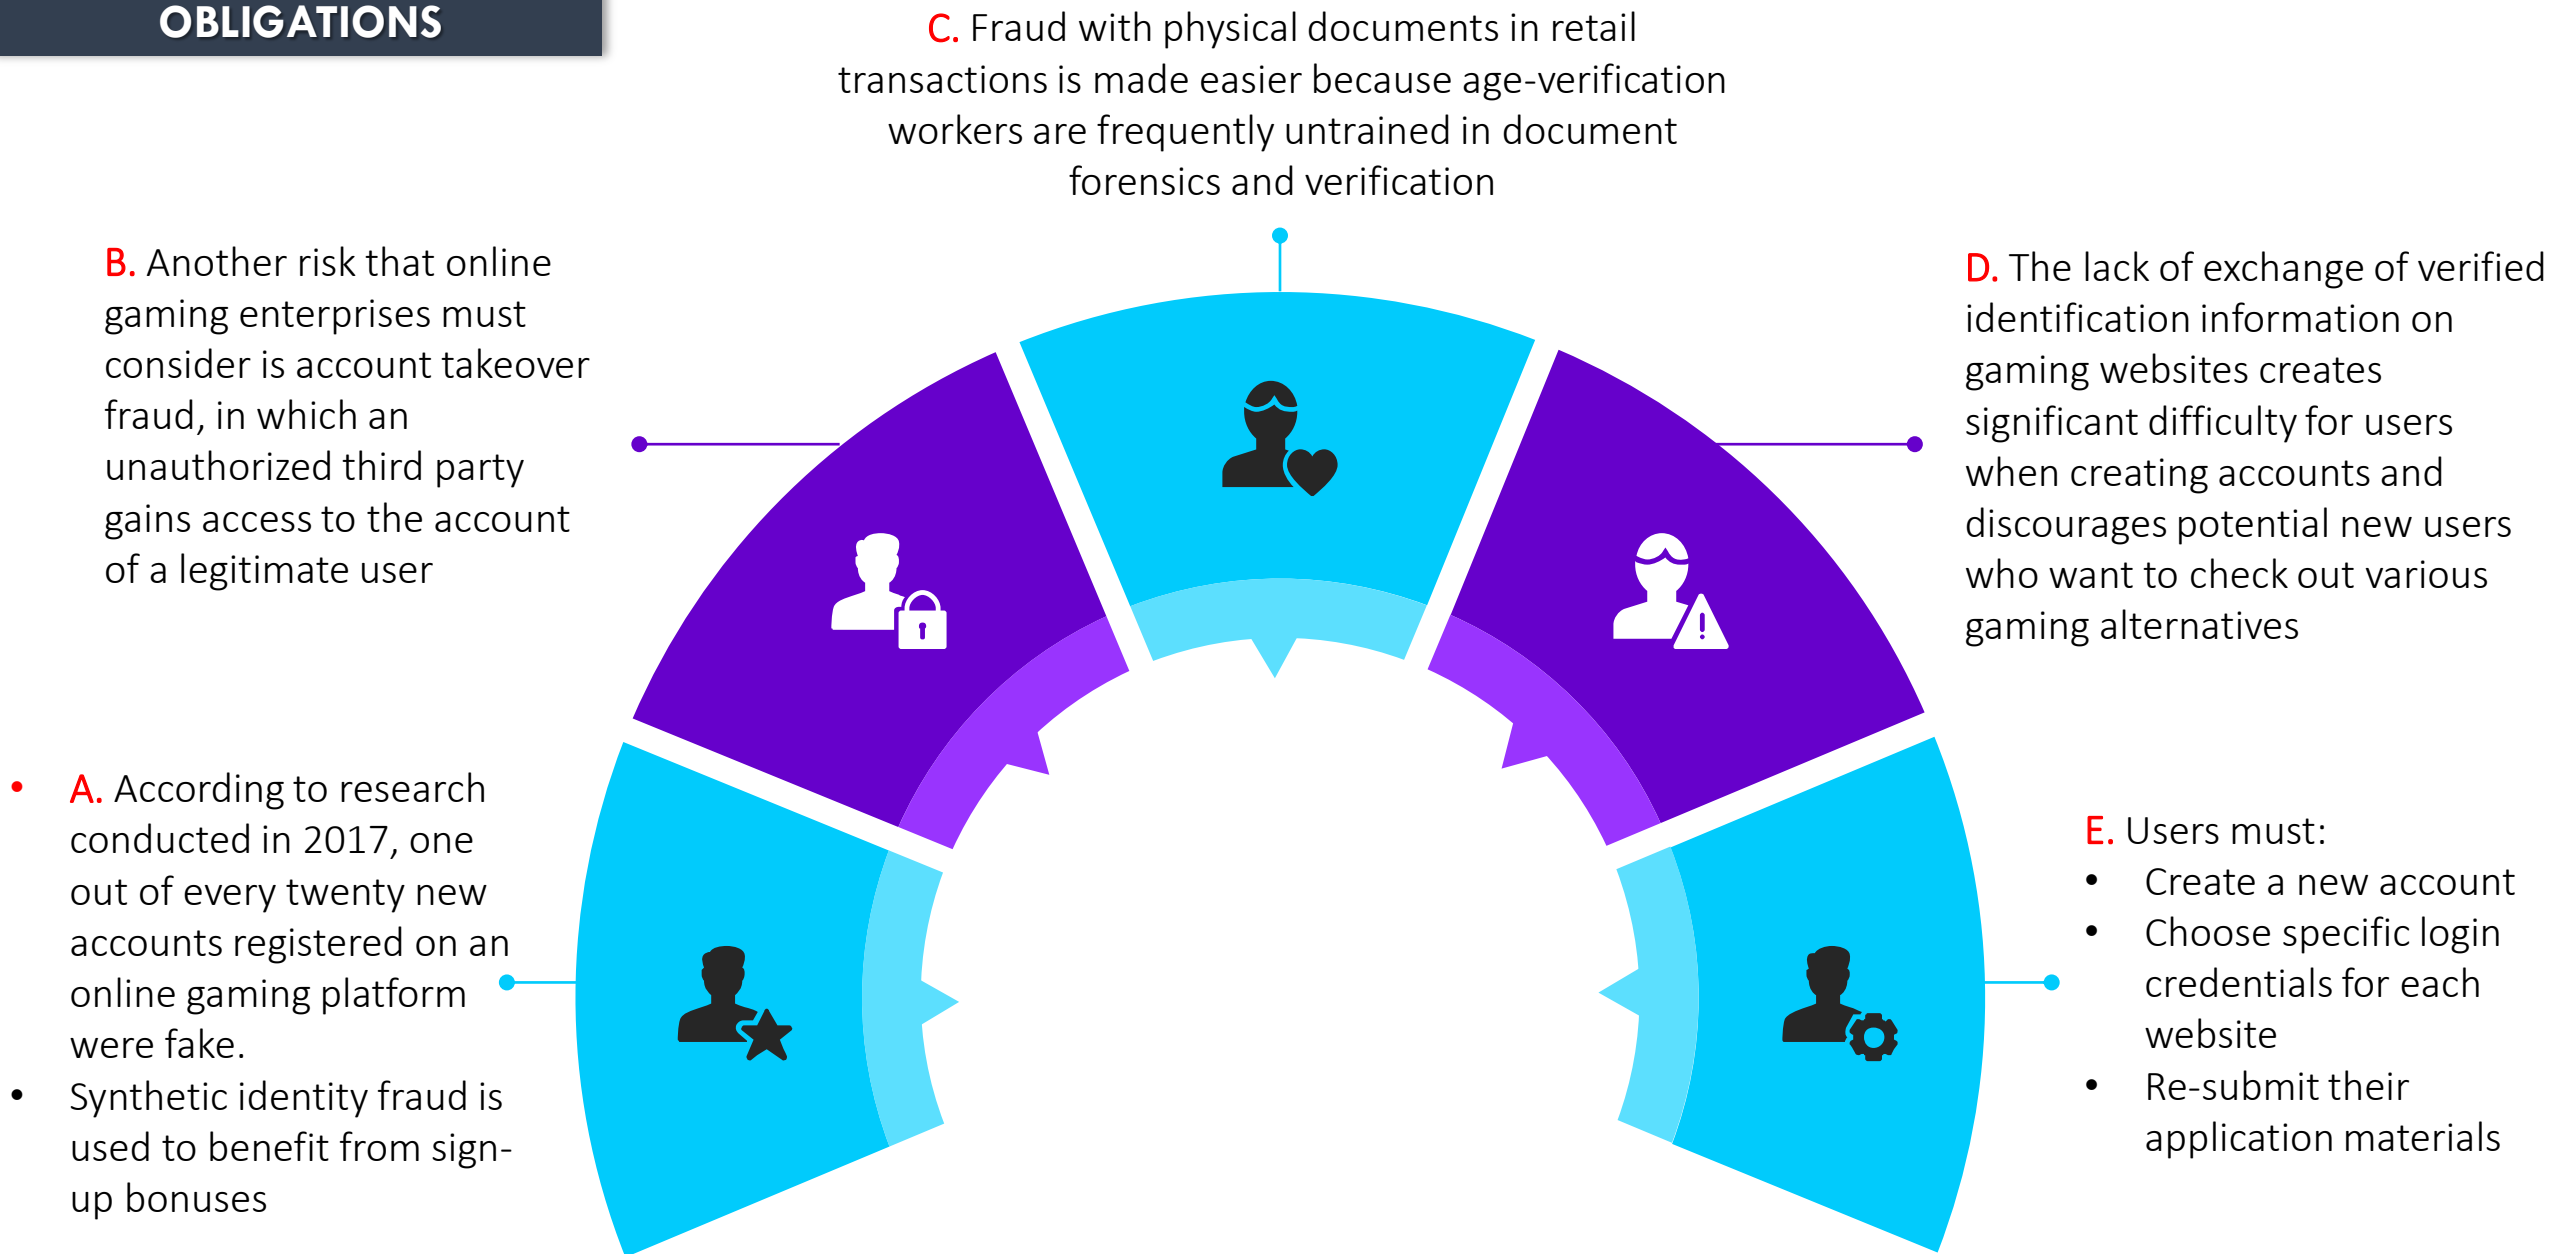 OBLIGATIONS
C. Fraud with physical documents in retail
transactions is made easier because age-verification
workers are frequently untrained in document
forensics and verification
B. Another risk that online
gaming enterprises must
consider is account takeover
fraud, in which an
unauthorized third party
gains access to the account
of a legitimate user
D. The lack of exchange of verified
identification information on
gaming websites creates
significant difficulty for users
when creating accounts and
discourages potential new users
who want to check out various
gaming alternatives
• A. According to research
conducted in 2017, one
out of every twenty new
accounts registered on an
online gaming platform
were fake.
• Synthetic identity fraud is
used to benefit from sign-
up bonuses
E. Users must:
• Create a new account
• Choose specific login
credentials for each
website
• Re-submit their
application materials